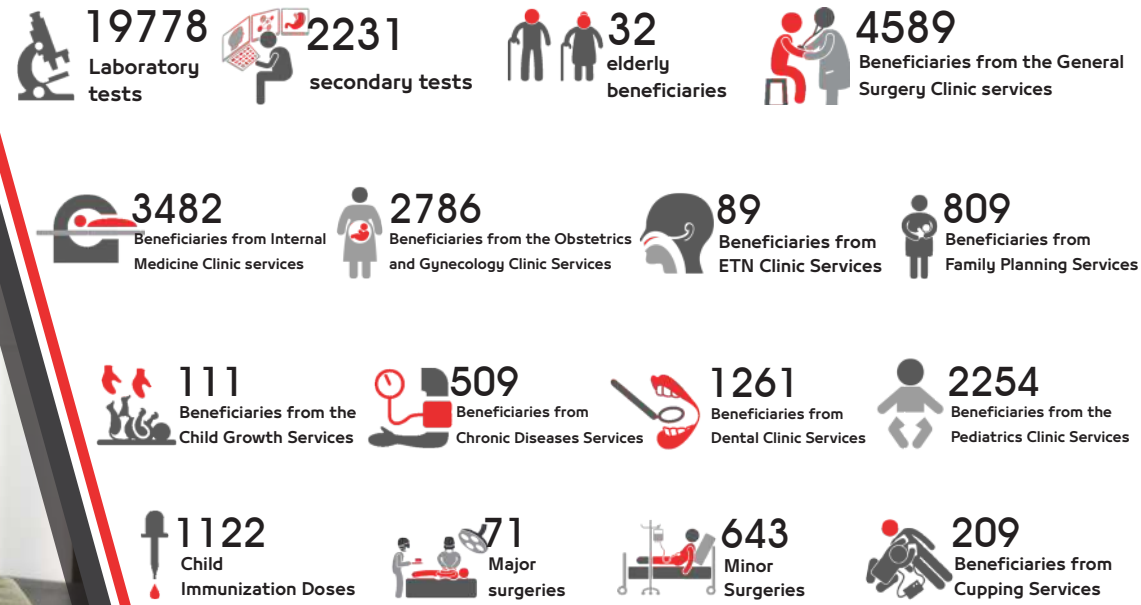 19778
Laboratory
tests
2231
secondary tests
32
elderly
beneficiaries
4589
Beneficiaries from the General
Surgery Clinic services
3482
Beneficiaries from Internal
Medicine Clinic services
2786
Beneficiaries from the Obstetrics
and Gynecology Clinic Services
89
Beneficiaries from
ETN Clinic Services
809
Beneficiaries from
Family Planning Services
111
Beneficiaries from the
Child Growth Services
509
Beneficiaries from
Chronic Diseases Services
1261
Beneficiaries from
Dental Clinic Services
2254
Beneficiaries from the
Pediatrics Clinic Services
1122
Child
Immunization Doses
71
Major
surgeries
643
Minor
Surgeries
209
Beneficiaries from
Cupping Services